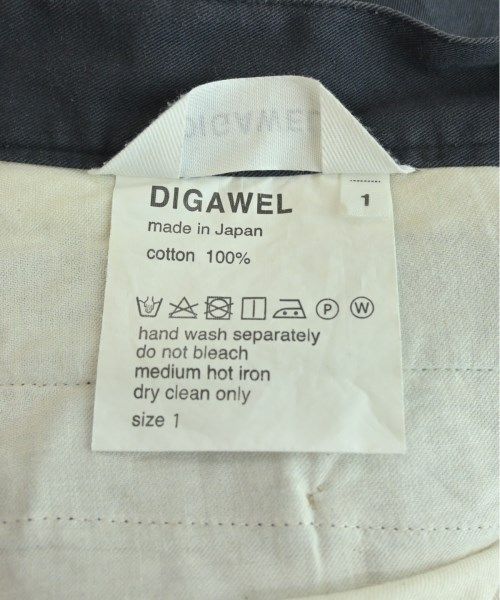 DIGAWEL
DIGAWEL
1
made in Japan
cotton 100%
P W
hand wash separately
do not bleach
medium hot iron
dry clean only
size 1